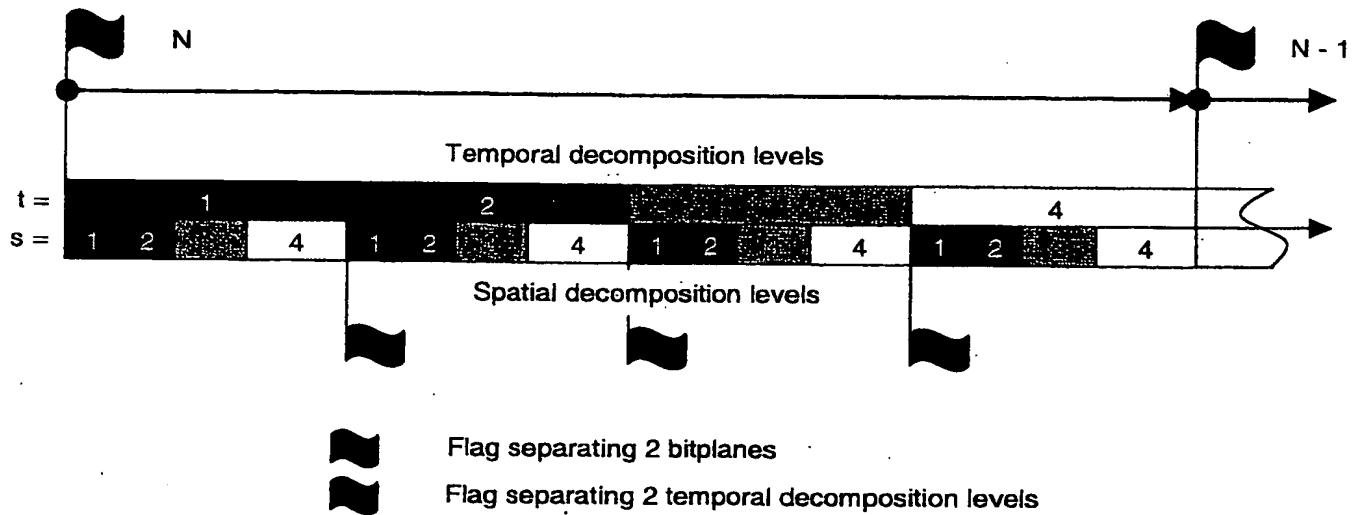 N
N - 1
Temporal decomposition levels
t = 1 2 4
s = 1 2 4 1 2 4 1 2 4 1 2 4
Spatial decomposition levels
Flag separating 2 bitplanes
Flag separating 2 temporal decomposition levels